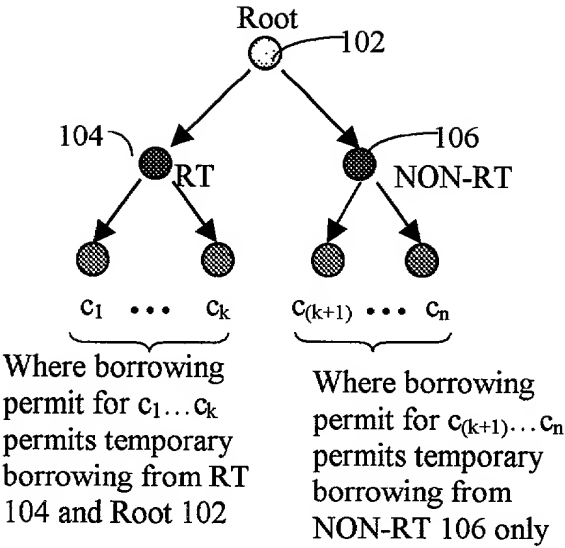 Root
102
104
106
RT
NON-RT
c1 ••• ck
c(k+1) ••• cn
Where borrowing
permit for c1...ck
permits temporary
borrowing from RT
104 and Root 102
Where borrowing
permit for c(k+1)...cn
permits temporary
borrowing from
NON-RT 106 only